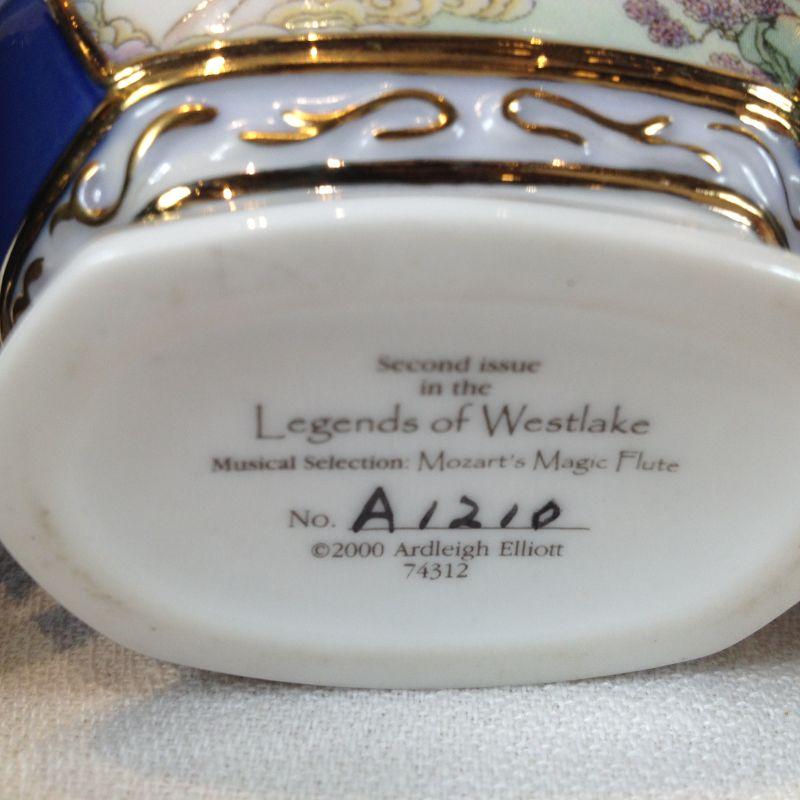 Second issue
in the
Legends of Westlake
Musical Selection: Mozart's Magic Flute
No. A1210
©2000 Ardleigh Elliott
74312